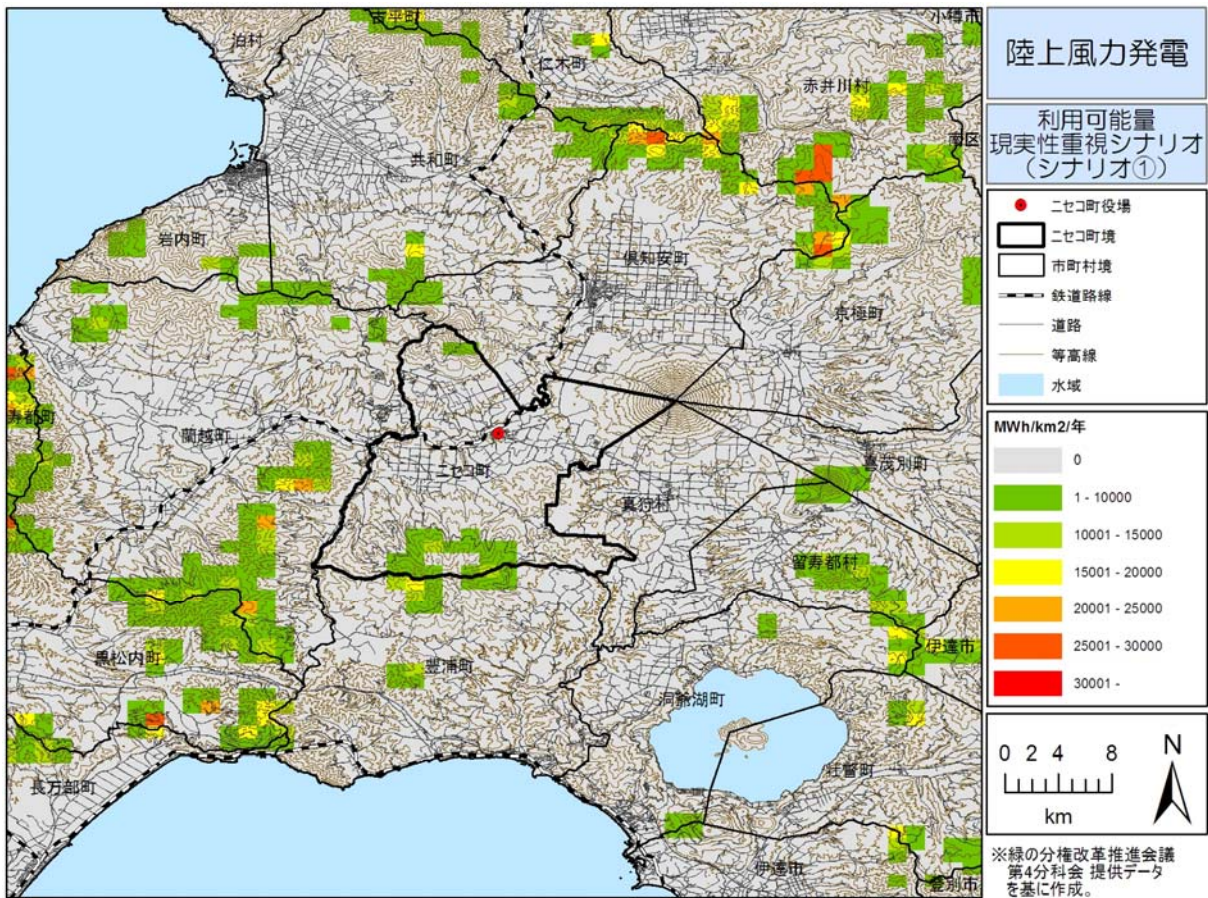 陸上風力発電
利用可能量
現実性重視シナリオ
(シナリオ①)
ニセコ町役場
ニセコ町境
市町村境
鉄道路線
道路
等高線
水域
MWh/km2/年
0
1 - 10000
10001 - 15000
15001 - 20000
20001 - 25000
25001 - 30000
30001 -
0 2 4 8
km
N
※緑の分権改革推進会議
第4分科会 提供データ
を基に作成。
古平町
小樽市
泊村
仁木町
赤井川村
南区
共和町
岩内町
倶知安町
京極町
寿都町
蘭越町
ニセコ町
喜茂別町
真狩村
留寿都村
黒松内町
豊浦町
伊達市
洞爺湖町
長万部町
壮瞥町
伊達市
登別市